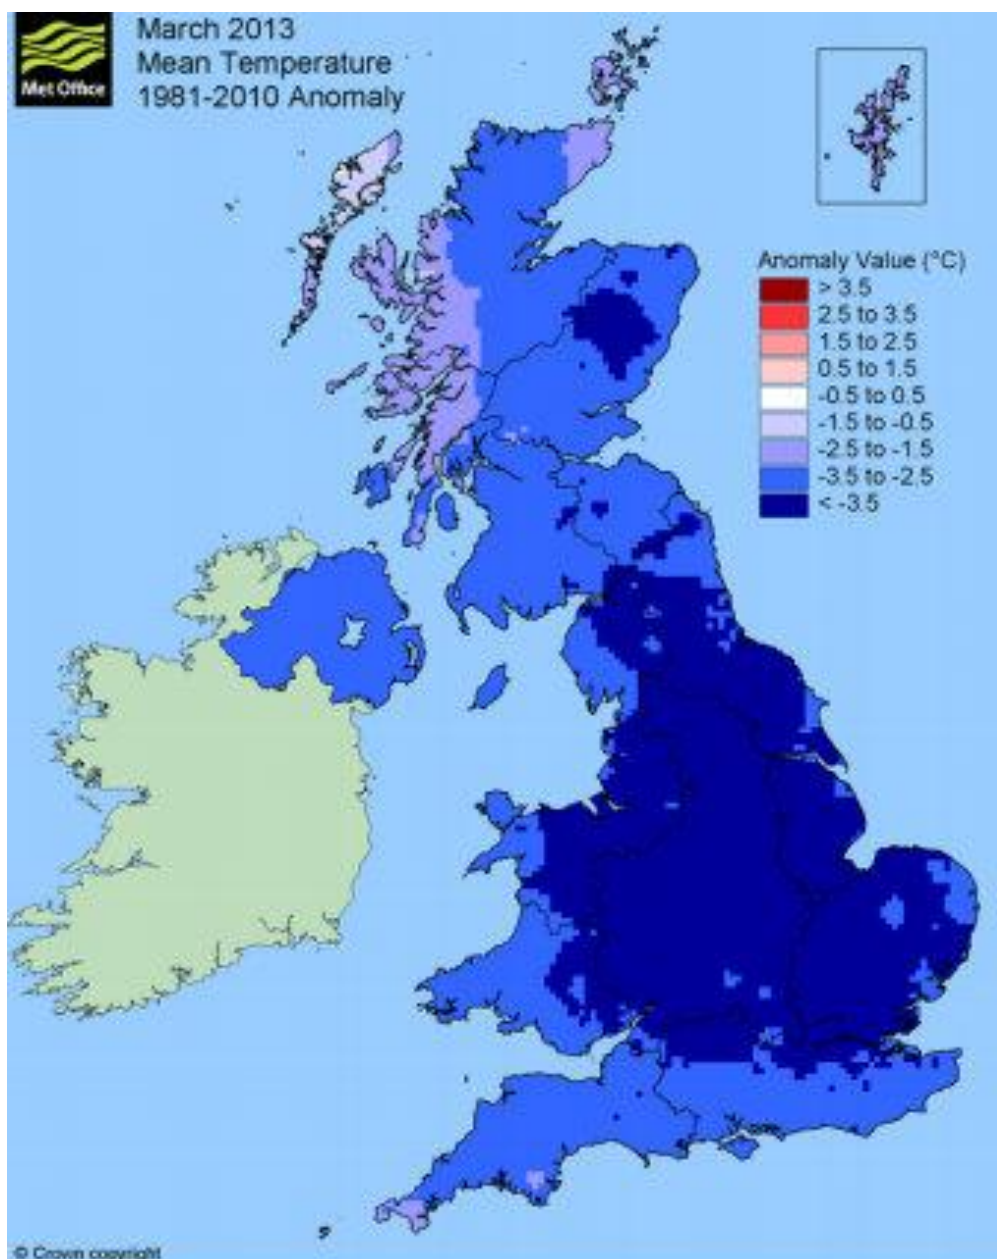 Met Office
March 2013
Mean Temperature
1981-2010 Anomaly
Anomaly Value (°C)
> 3.5
2.5 to 3.5
1.5 to 2.5
0.5 to 1.5
-0.5 to 0.5
-1.5 to -0.5
-2.5 to -1.5
-3.5 to -2.5
< -3.5
© Crown copyright